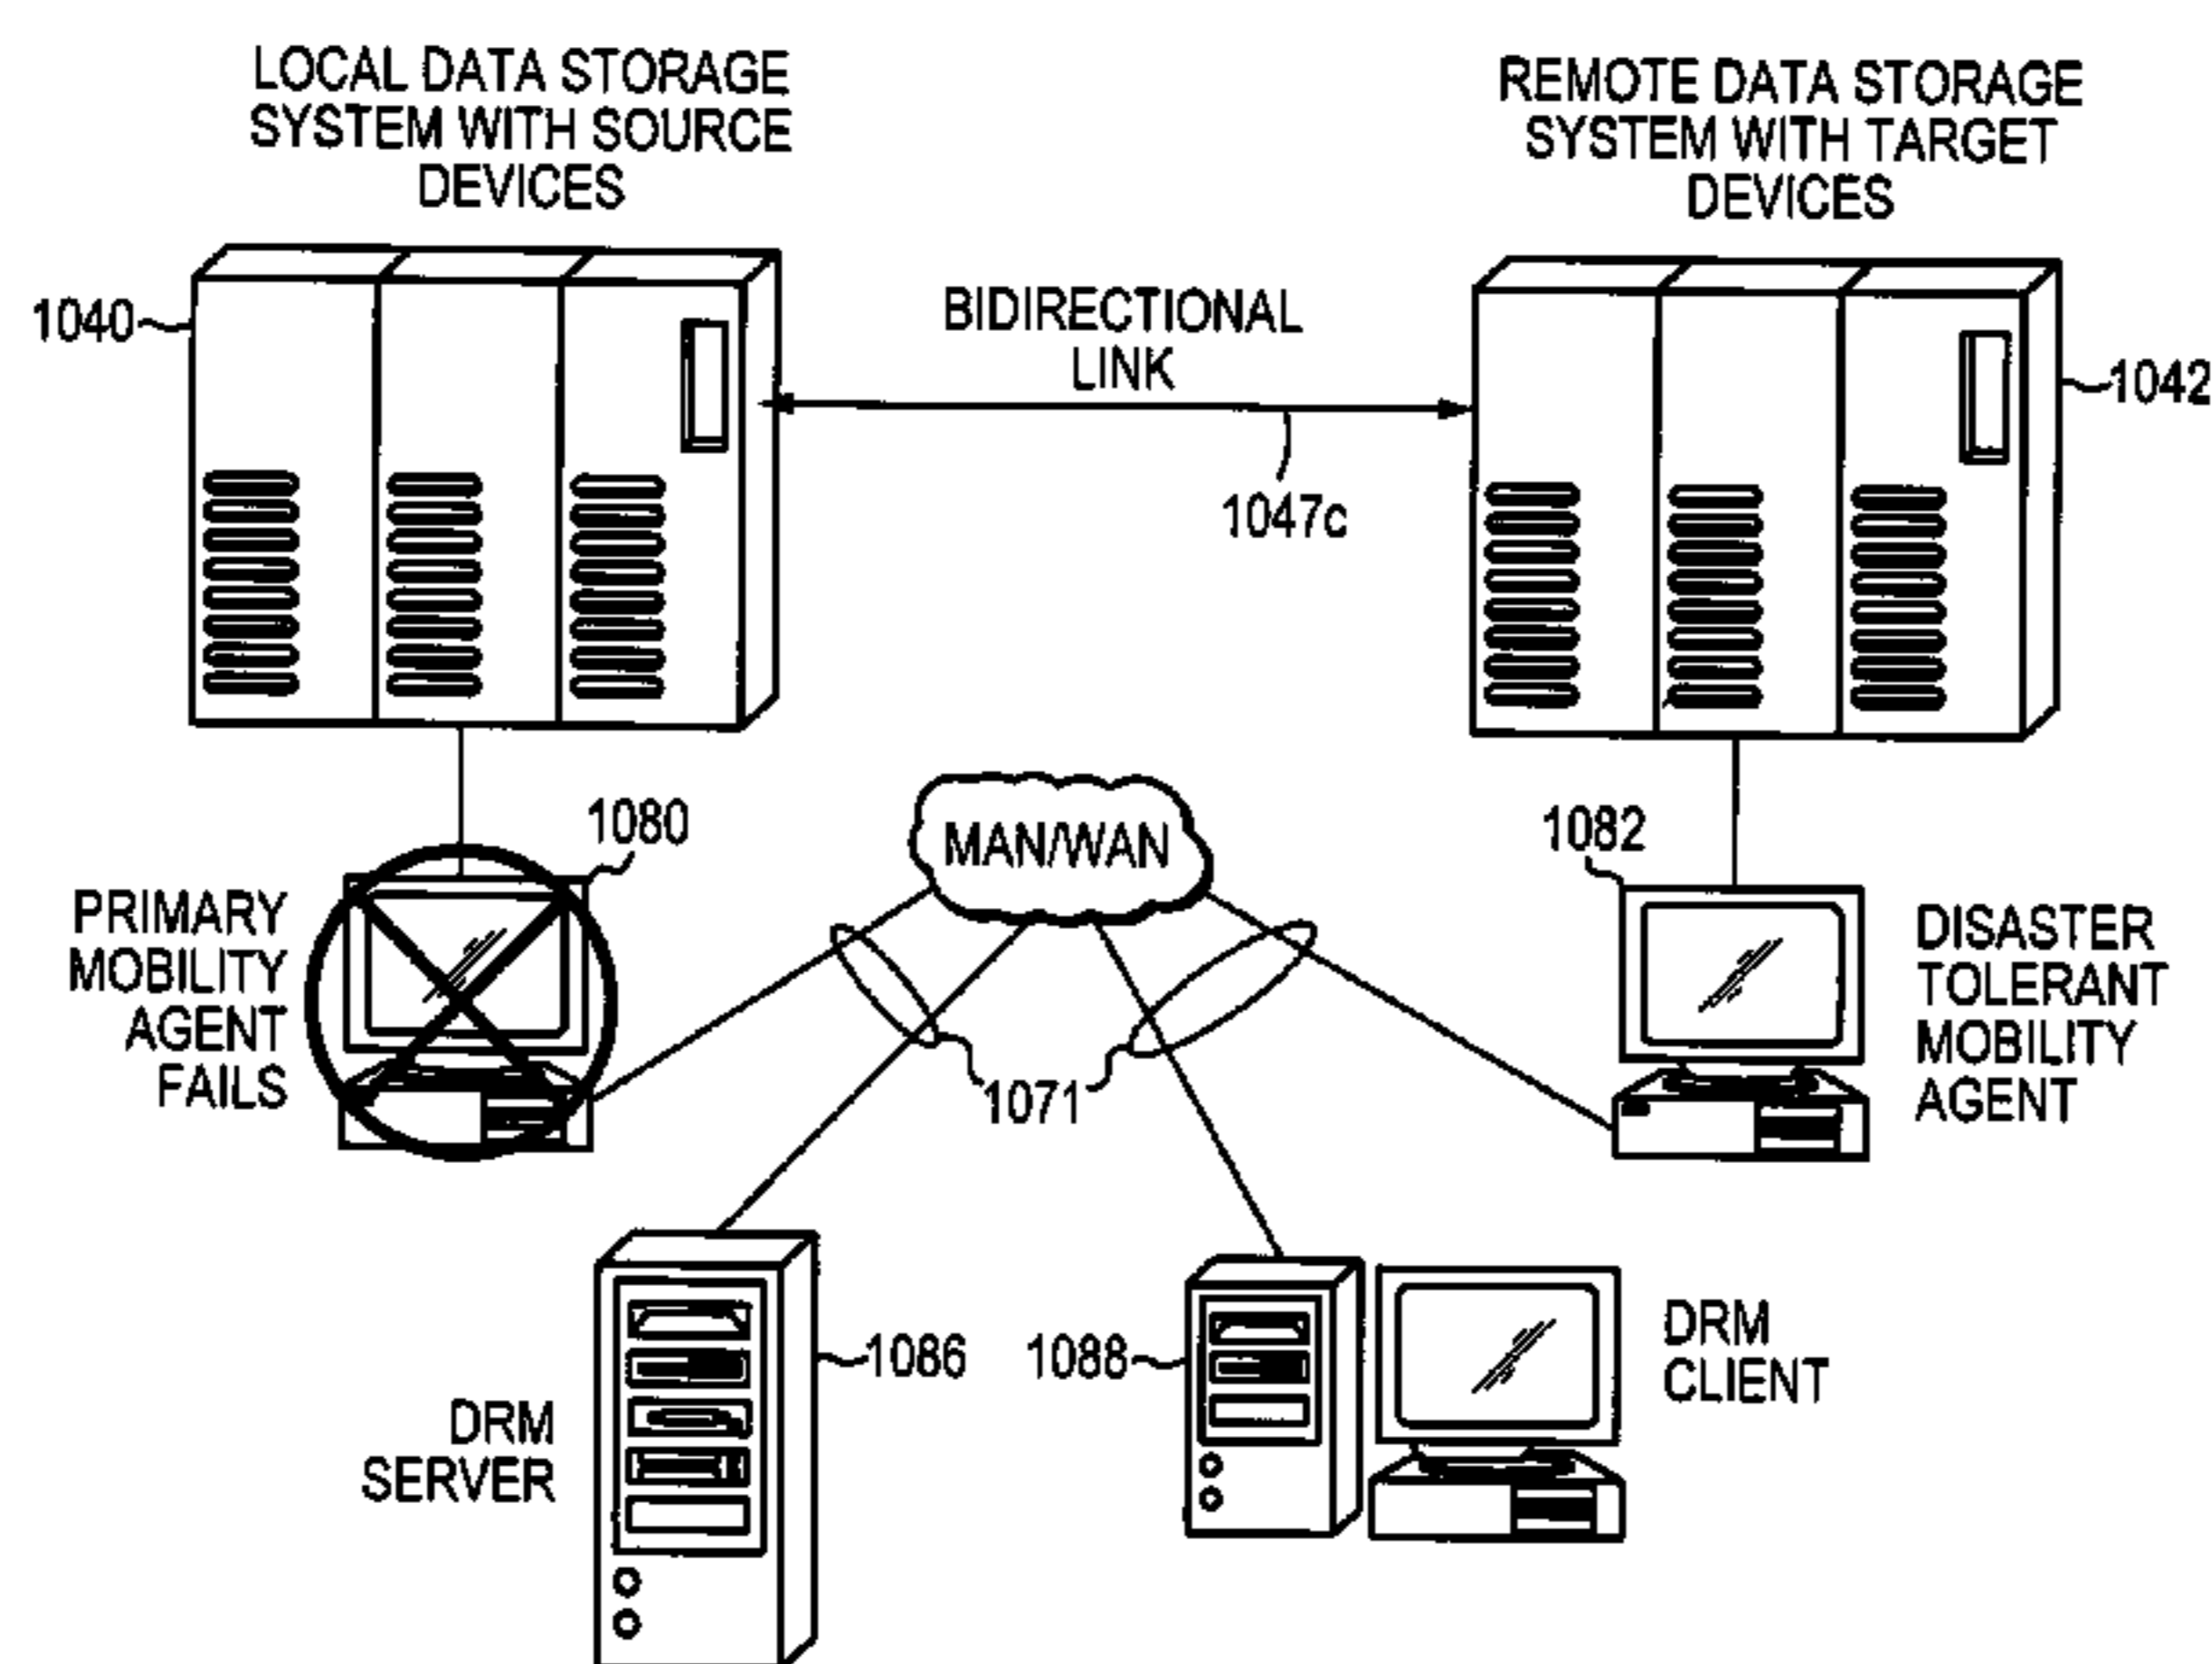 LOCAL DATA STORAGE
SYSTEM WITH SOURCE
DEVICES
REMOTE DATA STORAGE
SYSTEM WITH TARGET
DEVICES
1040
BIDIRECTIONAL
LINK
1042
1047c
1080
MAN/WAN
1082
PRIMARY
MOBILITY
AGENT
FAILS
DISASTER
TOLERANT
MOBILITY
AGENT
1071
1086
1088
DRM
CLIENT
DRM
SERVER